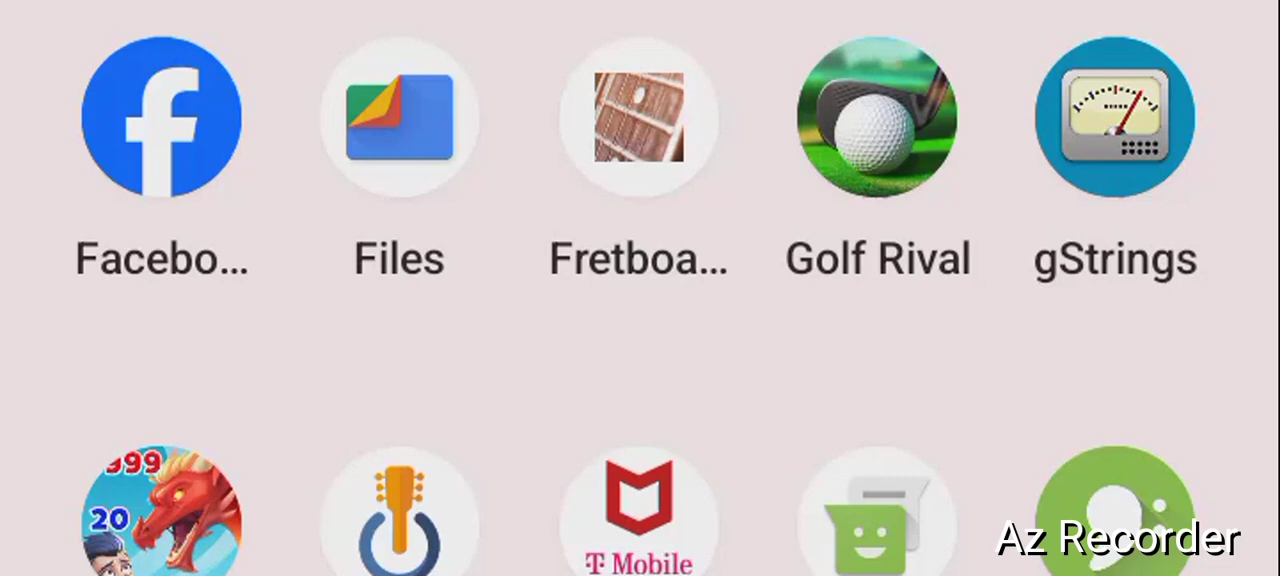 Facebo...
Files
Fretboa...
Golf Rival
gStrings
999
20
T Mobile
Az Recorder